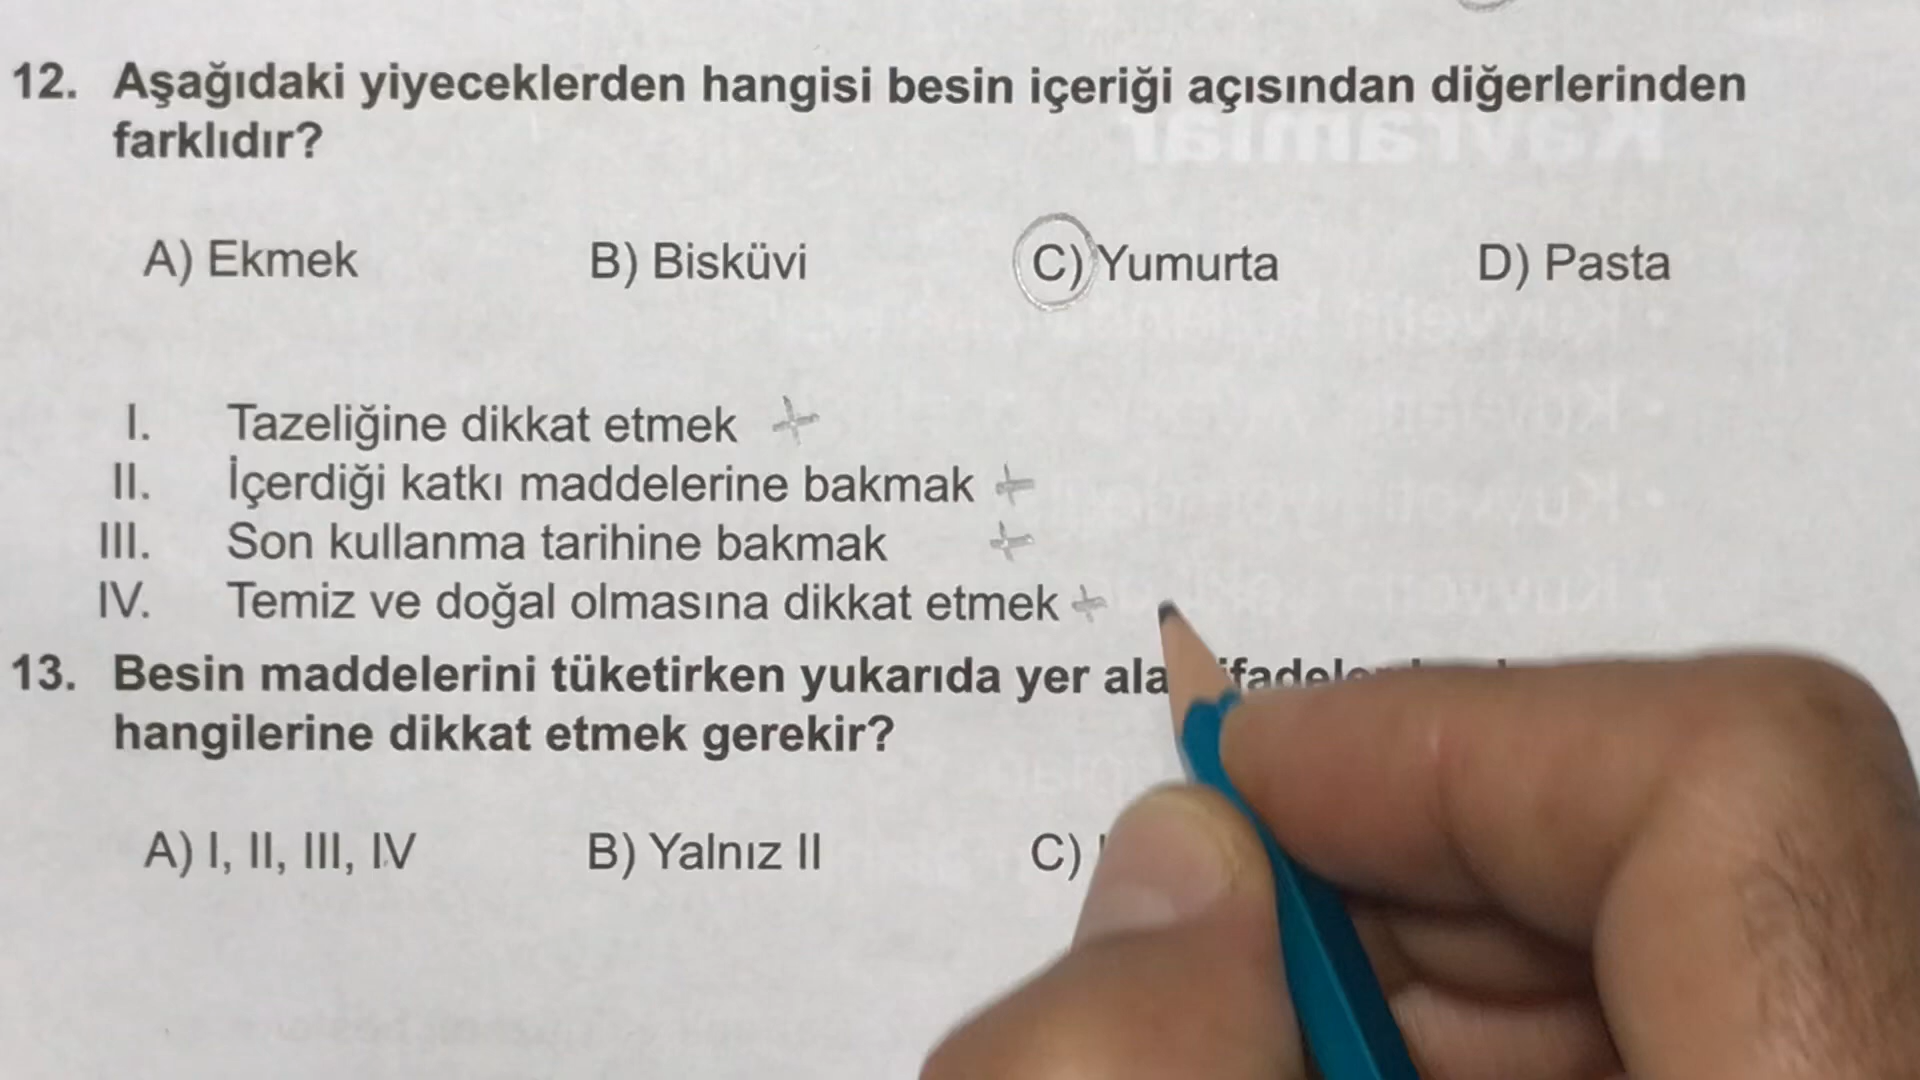 12. Aşağıdaki yiyeceklerden hangisi besin içeriği açısından diğerlerinden
farklıdır?
A) Ekmek B) Bisküvi C) Yumurta D) Pasta
I. Tazeliğine dikkat etmek +
II. İçerdiği katkı maddelerine bakmak +
III. Son kullanma tarihine bakmak +
IV. Temiz ve doğal olmasına dikkat etmek +
13. Besin maddelerini tüketirken yukarıda yer
hangilerine dikkat etmek gerekir?
A) I, II, III, IV B) Yalnız II C)